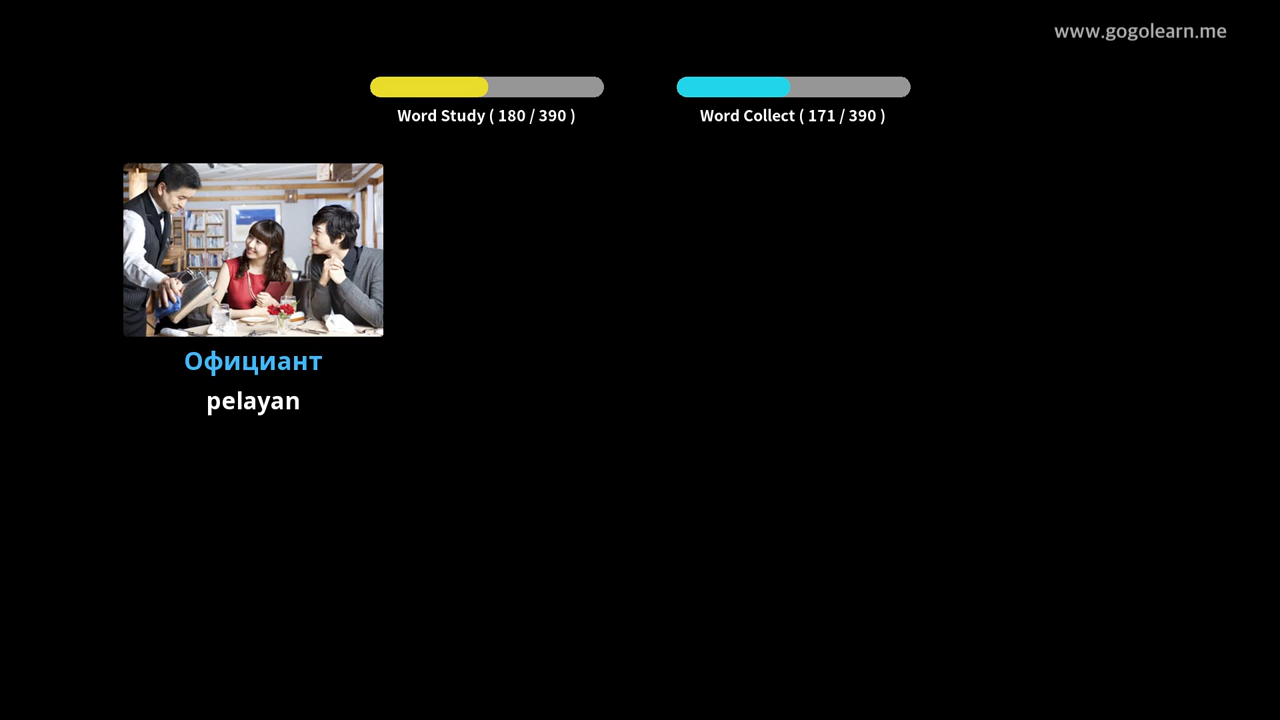 www.gogolearn.me
Word Study ( 180 / 390 )
Word Collect ( 171 / 390 )
Официант
pelayan